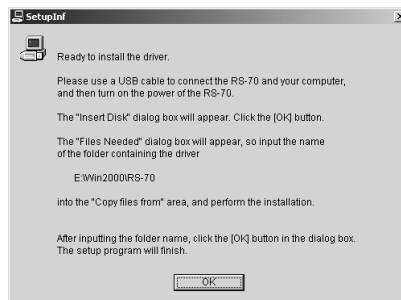 SetupInf
Ready to install the driver.
Please use a USB cable to connect the RS-70 and your computer,
and then turn on the power of the RS-70.
The "Insert Disk" dialog box will appear. Click the [OK] button.
The "Files Needed" dialog box will appear, so input the name
of the folder containing the driver
E:\Win2000\RS-70
into the "Copy files from" area, and perform the installation.
After inputting the folder name, click the [OK] button in the dialog box.
The setup program will finish.
OK